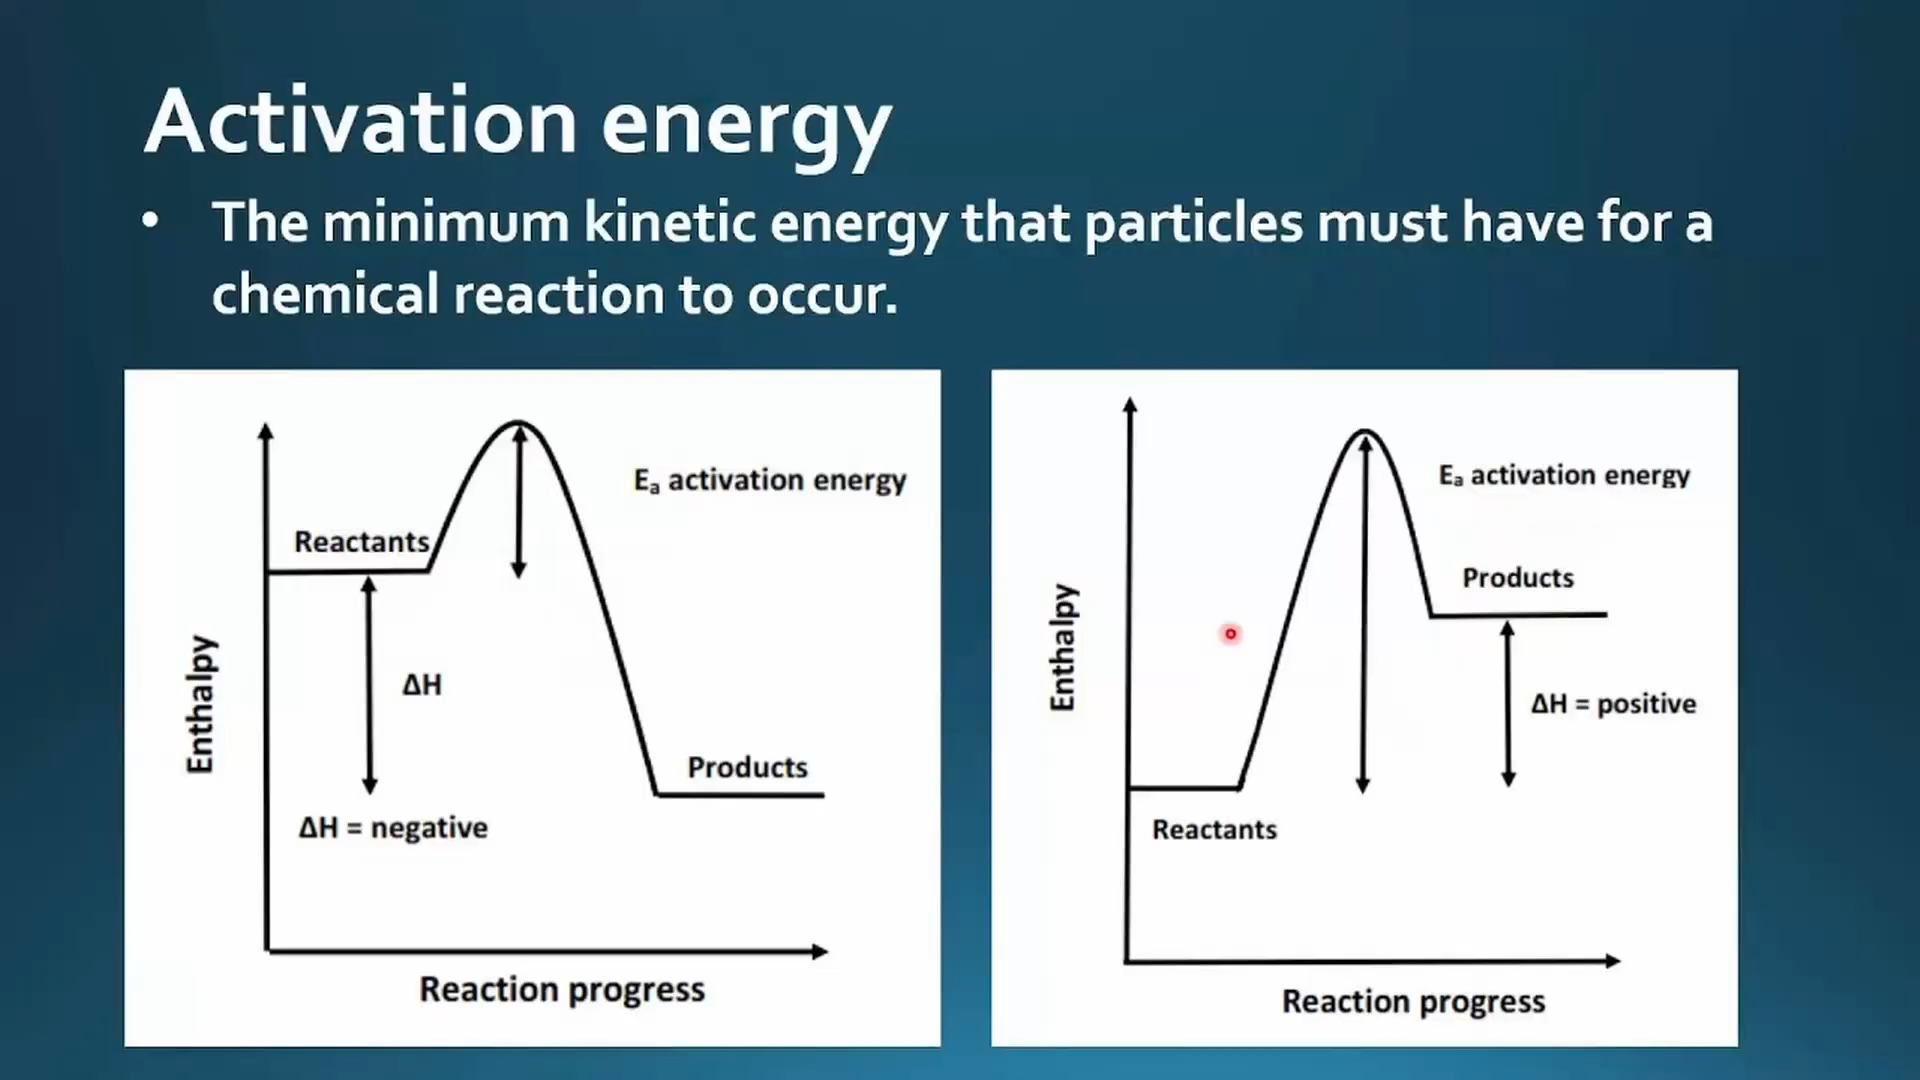 Activation energy
• The minimum kinetic energy that particles must have for a
chemical reaction to occur.
Eₐ activation energy
Reactants
ΔH
Enthalpy
Products
ΔH = negative
Reaction progress
Eₐ activation energy
Products
Enthalpy
ΔH = positive
Reactants
Reaction progress